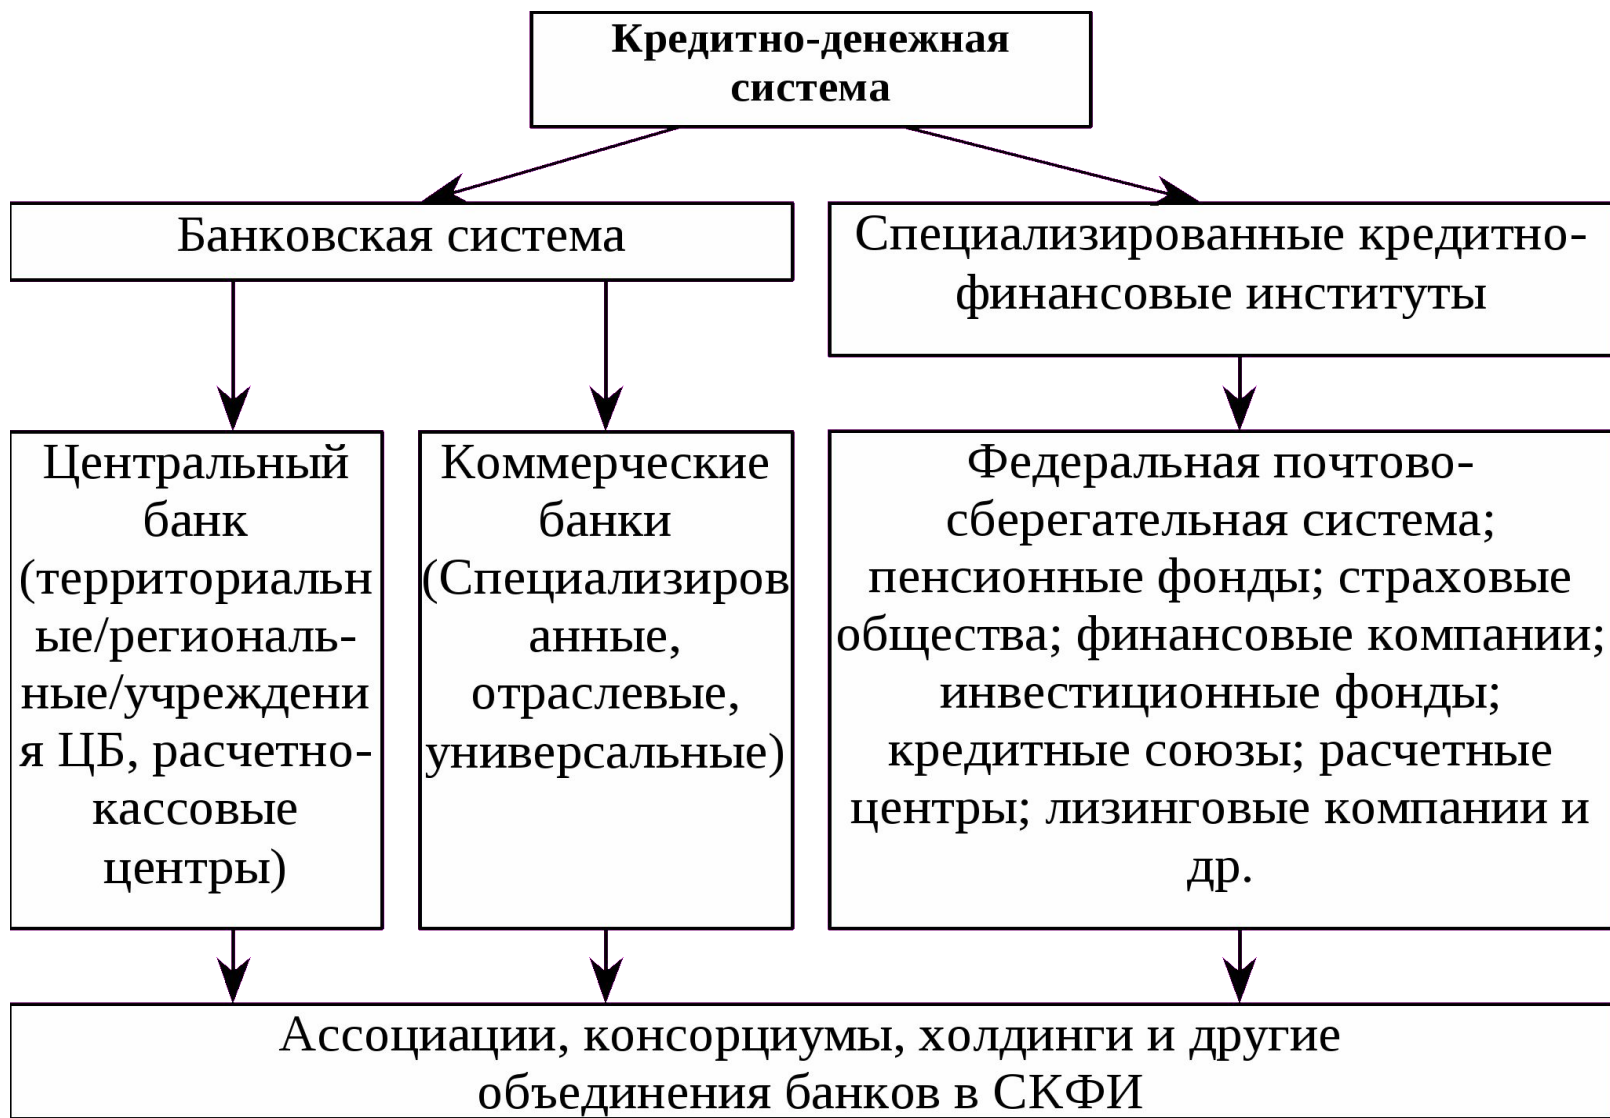 Кредитно-денежная
система
Банковская система
Специализированные кредитно-
финансовые институты
Центральный
банк
(территориальн
ые/региональ-
ные/учреждени
я ЦБ, расчетно-
кассовые
центры)
Коммерческие
банки
(Специализиров
анные,
отраслевые,
универсальные)
Федеральная почтово-
сберегательная система;
пенсионные фонды; страховые
общества; финансовые компании;
инвестиционные фонды;
кредитные союзы; расчетные
центры; лизинговые компании и
др.
Ассоциации, консорциумы, холдинги и другие
объединения банков в СКФИ